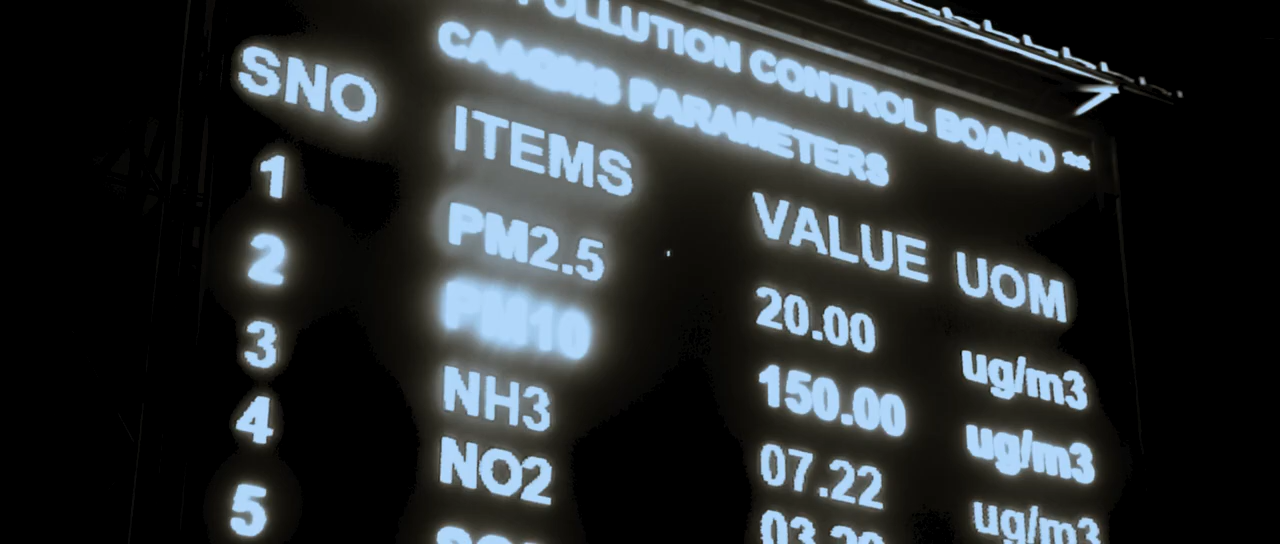 POLLUTION CONTROL BOARD ~
CAAQMS PARAMETERS
SNO ITEMS VALUE UOM
1 PM2.5 20.00 ug/m3
2 PM10 150.00 ug/m3
3 NH3 07.22 ug/m3
4 NO2
5